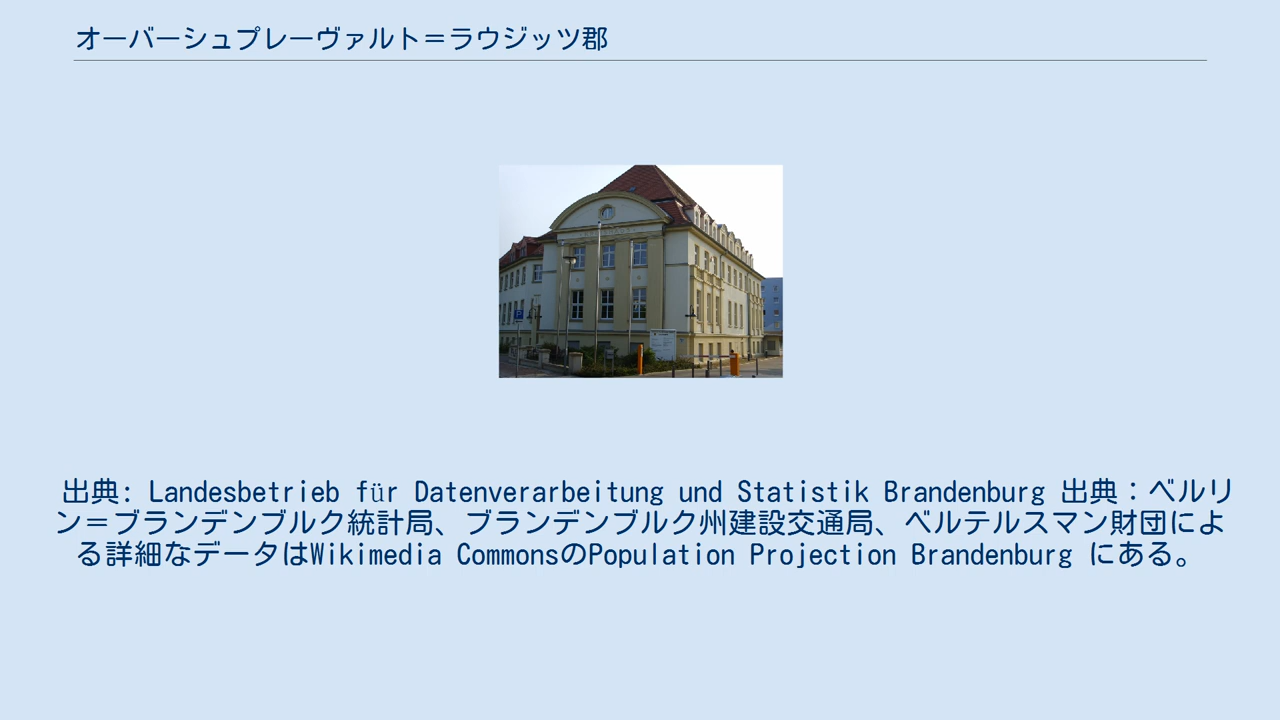 オーバーシュプレーヴァルト＝ラウジッツ郡
出典: Landesbetrieb für Datenverarbeitung und Statistik Brandenburg 出典：ベルリ
ン＝ブランデンブルク統計局、ブランデンブルク州建設交通局、ベルテルスマン財団によ
る詳細なデータはWikimedia CommonsのPopulation Projection Brandenburg にある。